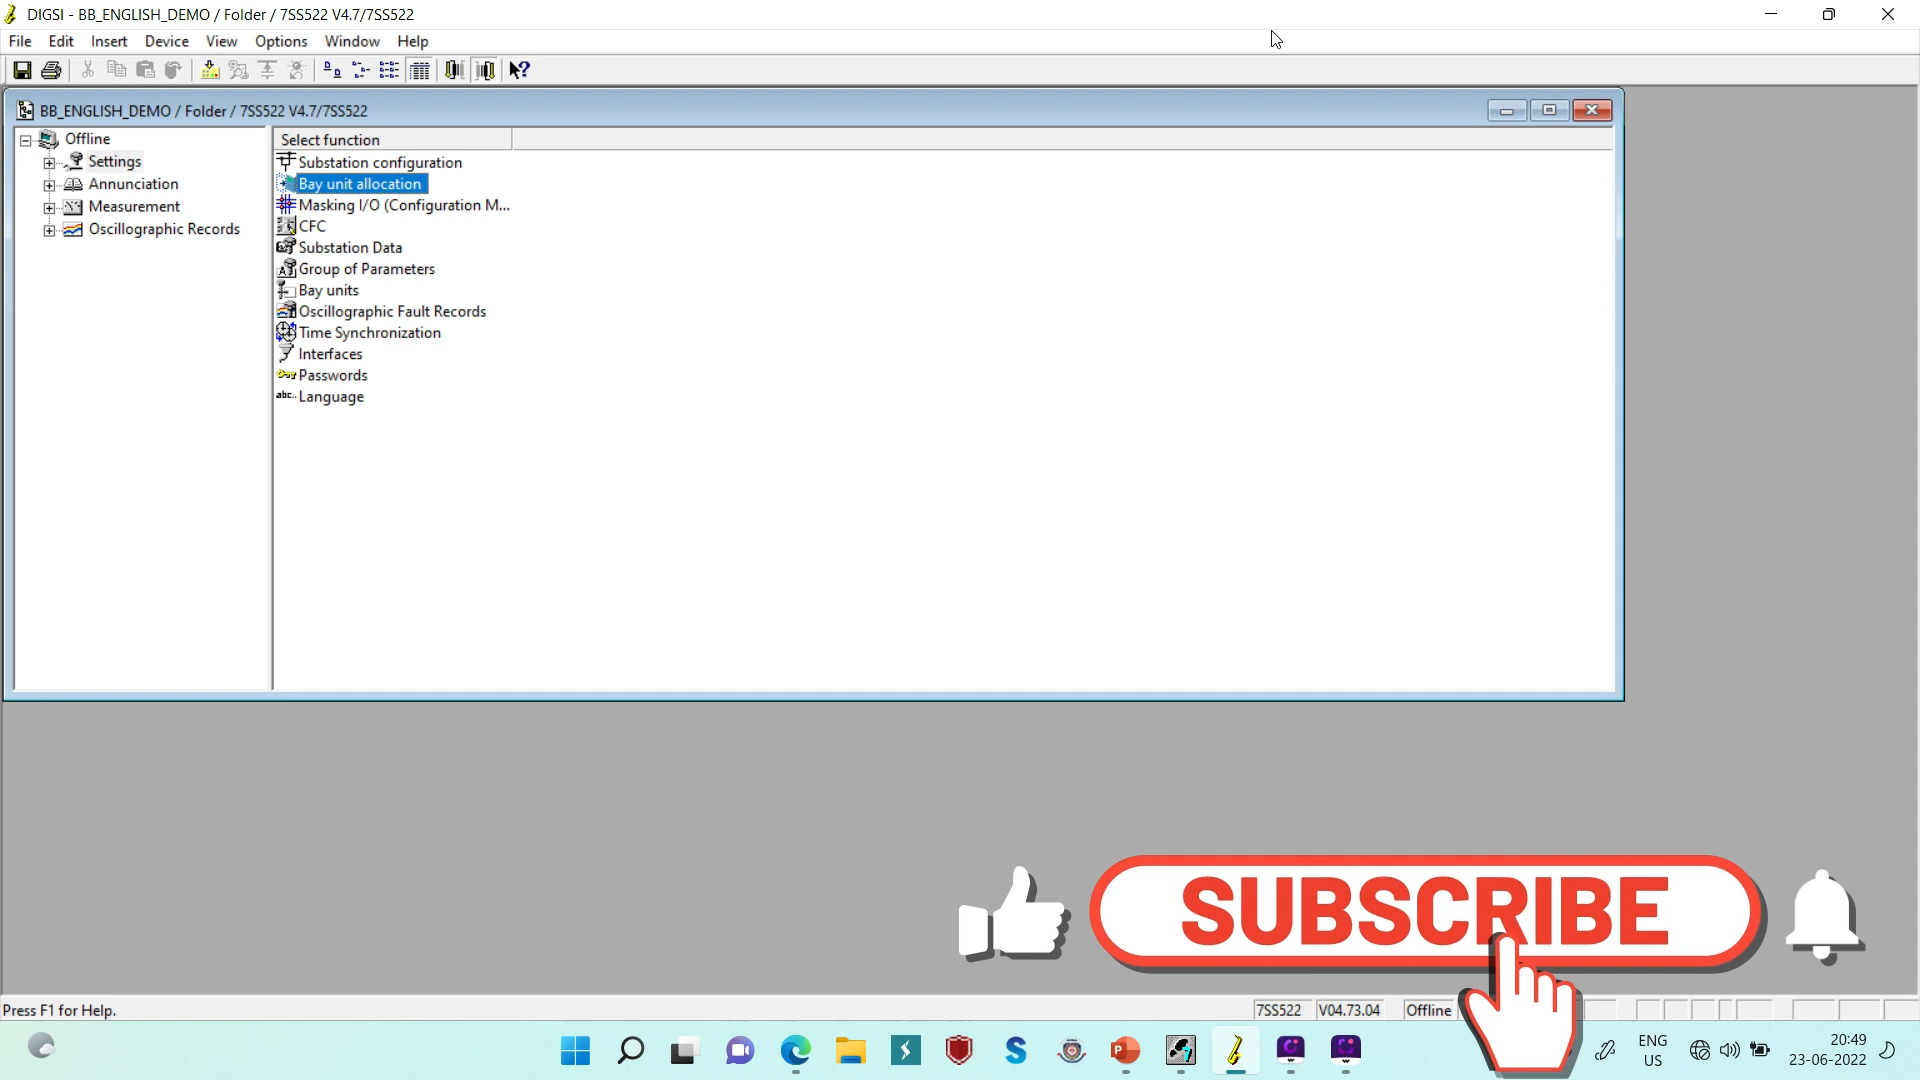 DIGSI - BB_ENGLISH_DEMO / Folder / 7SS522 V4.7/7SS522
File Edit Insert Device View Options Window Help
BB_ENGLISH_DEMO / Folder / 7SS522 V4.7/7SS522
Offline
Settings
Annunciation
Measurement
Oscillographic Records
Select function
Substation configuration
Bay unit allocation
Masking I/O (Configuration M...
CFC
Substation Data
Group of Parameters
Bay units
Oscillographic Fault Records
Time Synchronization
Interfaces
Passwords
abc.. Language
SUBSCRIBE
Press F1 for Help.
7SS522 V04.73.04 Offline
ENG
US
20:49
23-06-2022